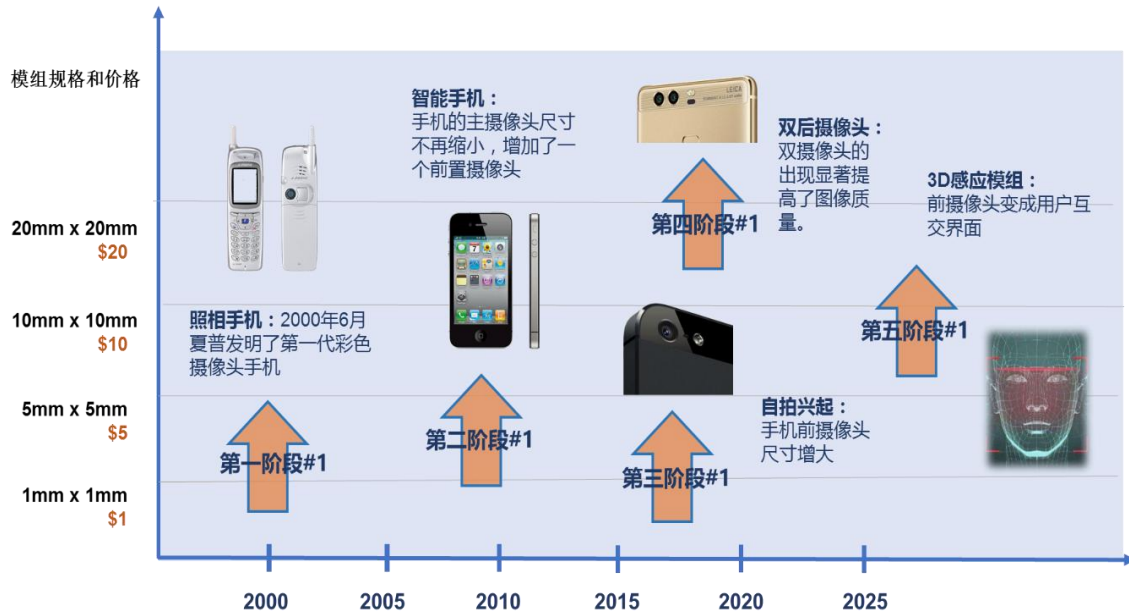 模组规格和价格
20mm x 20mm
$20
10mm x 10mm
$10
5mm x 5mm
$5
1mm x 1mm
$1
照相手机：2000年6月
夏普发明了第一代彩色
摄像头手机
第一阶段#1
智能手机：
手机的主摄像头尺寸
不再缩小，增加了一
个前置摄像头
第二阶段#1
第三阶段#1
自拍兴起：
手机前摄像头
尺寸增大
LEICA
第四阶段#1
双后摄像头：
双摄像头的
出现显著提
高了图像质
量。
3D感应模组：
前摄像头变成用户互
交界面
第五阶段#1
2000
2005
2010
2015
2020
2025